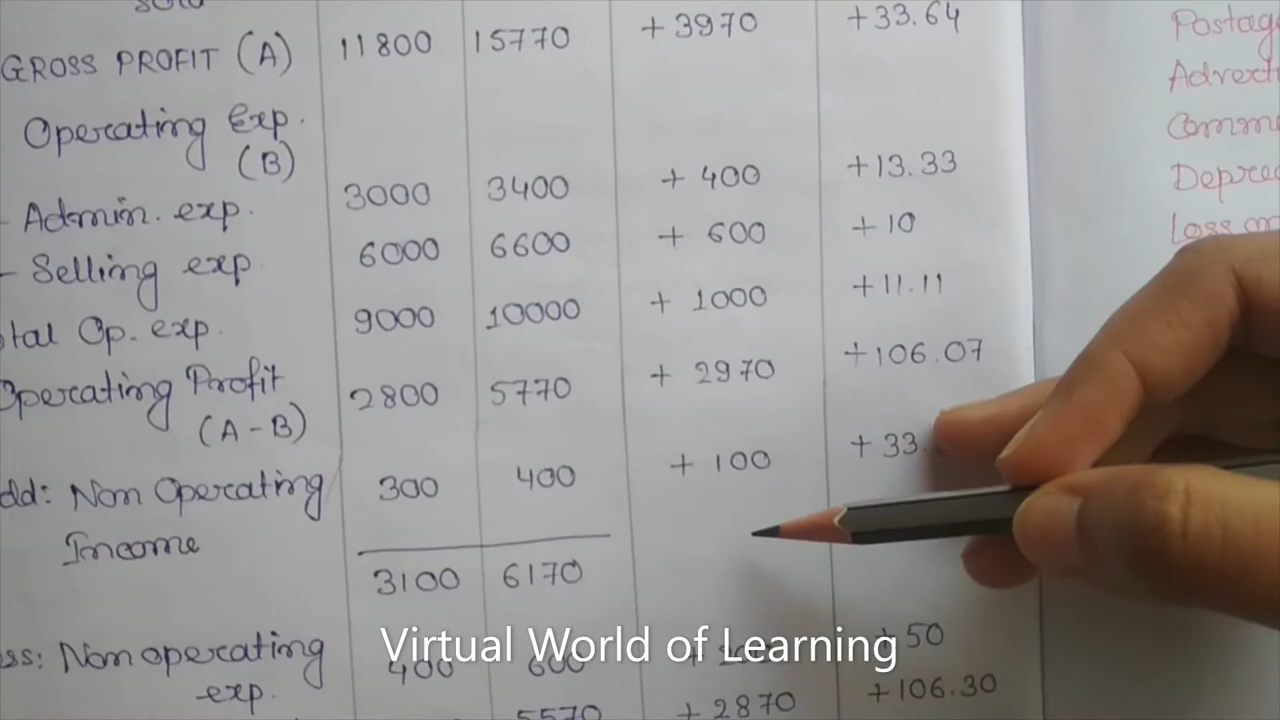 GROSS PROFIT (A) 11800 15770 + 3970 + 33.64
Operating Exp.
(B)
- Admin. exp. 3000 3400 + 400 + 13.33
- Selling exp 6000 6600 + 600 + 10
tal Op. exp. 9000 10000 + 1000 + 11.11
Operating Profit 2800 5770 + 2970 + 106.07
(A - B)
dd: Non Operating 300 400 + 100 + 33.
Income
3100 6170
ss: Non operating 400 600 + 50
exp.
5570 + 2870 + 106.30
Postag
Adverti
Comm
Deprec
Loss on
Virtual World of Learning